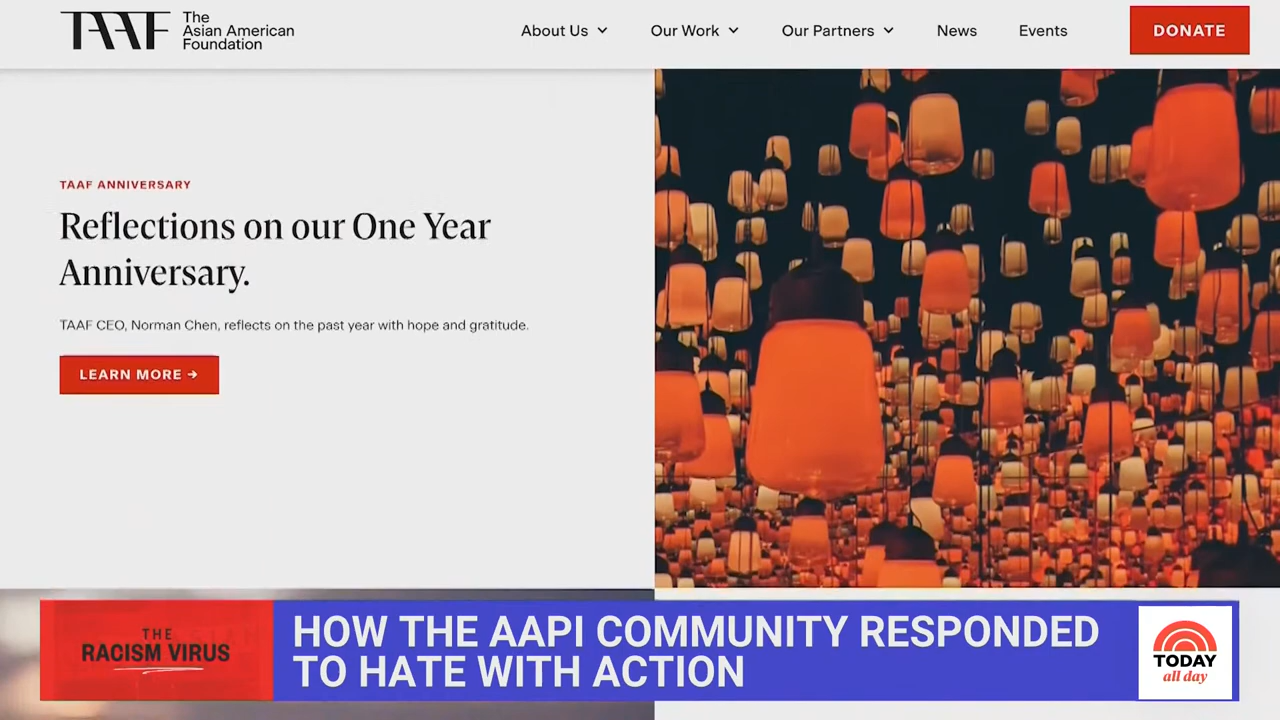 TAAF
The
Asian American
Foundation
About Us
Our Work
Our Partners
News
Events
DONATE
TAAF ANNIVERSARY
Reflections on our One Year
Anniversary.
TAAF CEO, Norman Chen, reflects on the past year with hope and gratitude.
LEARN MORE →
THE
RACISM VIRUS
HOW THE AAPI COMMUNITY RESPONDED
TO HATE WITH ACTION
TODAY
all day